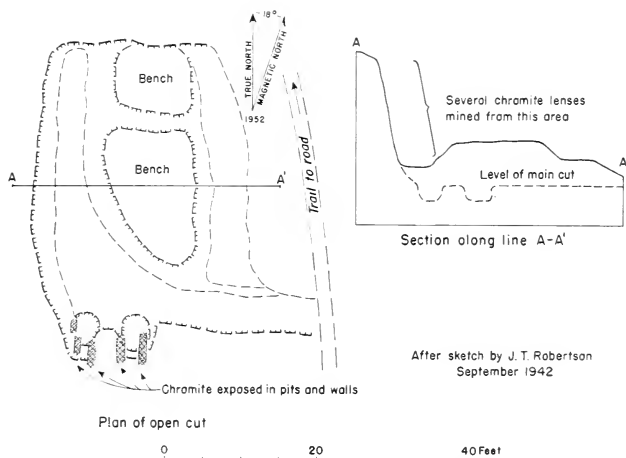 18°
TRUE NORTH
MAGNETIC NORTH
1952
Bench
Bench
A
A'
Trail to road
Chromite exposed in pits and walls
Plan of open cut
A
A
Several chromite lenses
mined from this area
Level of main cut
Section along line A-A'
After sketch by J. T. Robertson
September 1942
0
20
40 Feet